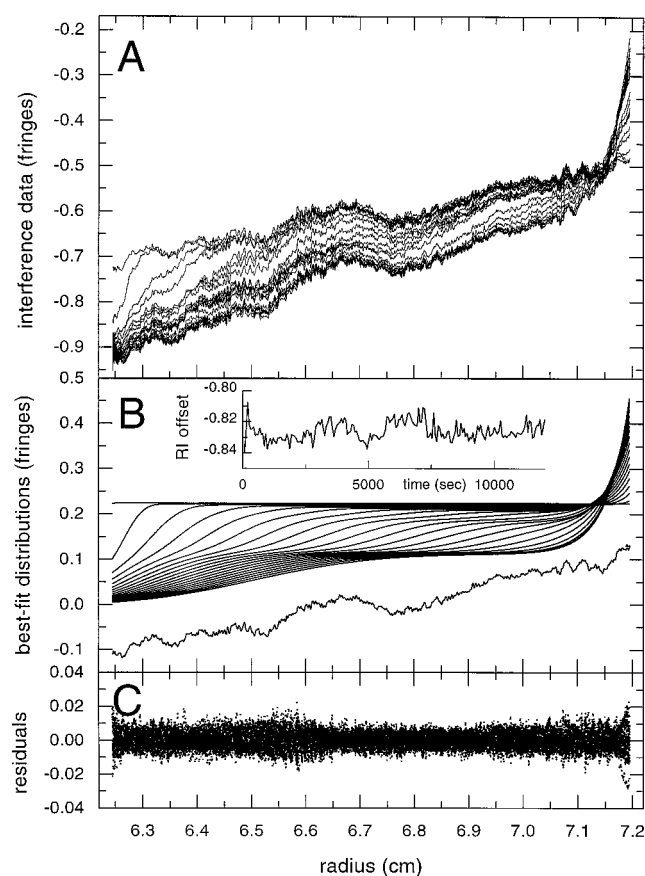 A
interference data (fringes)
-0.2
-0.3
-0.4
-0.5
-0.6
-0.7
-0.8
-0.9
B
best-fit distributions (fringes)
0.5
0.4
0.3
0.2
0.1
0.0
-0.1
RI offset
-0.80
-0.82
-0.84
0 5000 time (sec) 10000
C
residuals
0.04
0.02
0.00
-0.02
-0.04
6.3 6.4 6.5 6.6 6.7 6.8 6.9 7.0 7.1 7.2
radius (cm)